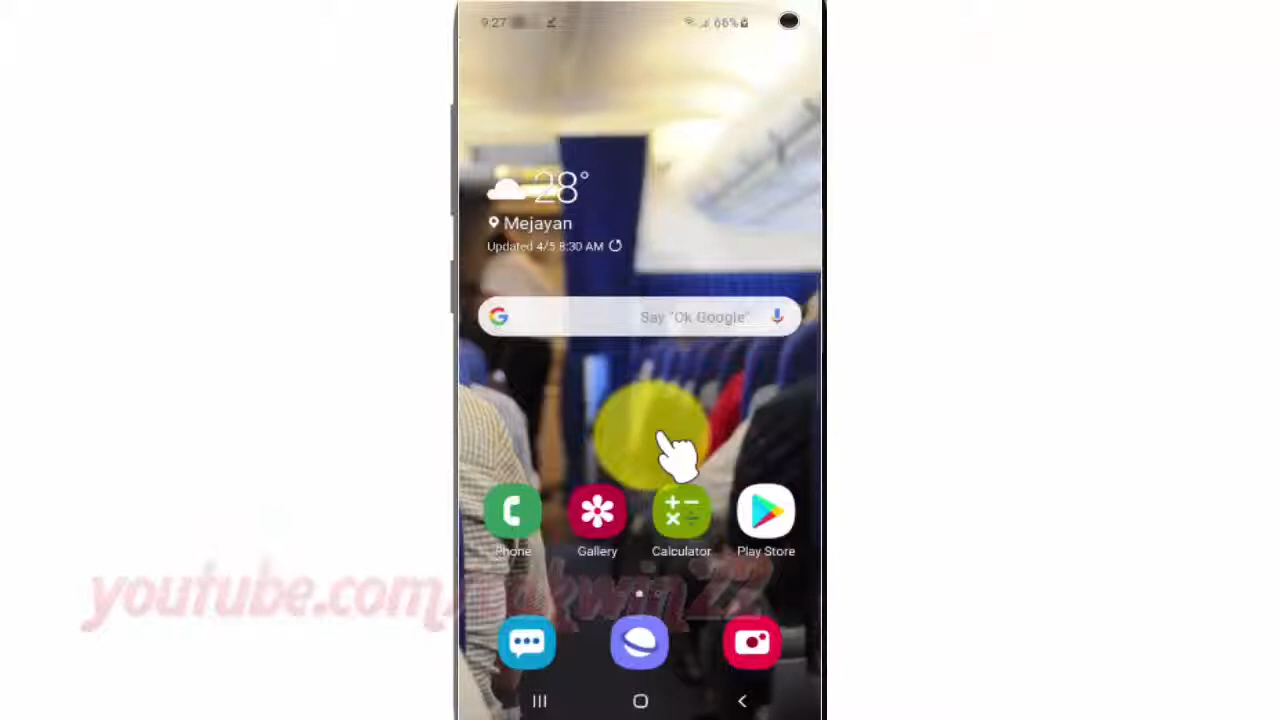 9:27
66%
28°
Mejayan
Updated 4/5 8:30 AM
Say "Ok Google"
Phone
Gallery
Calculator
Play Store
youtube.com/